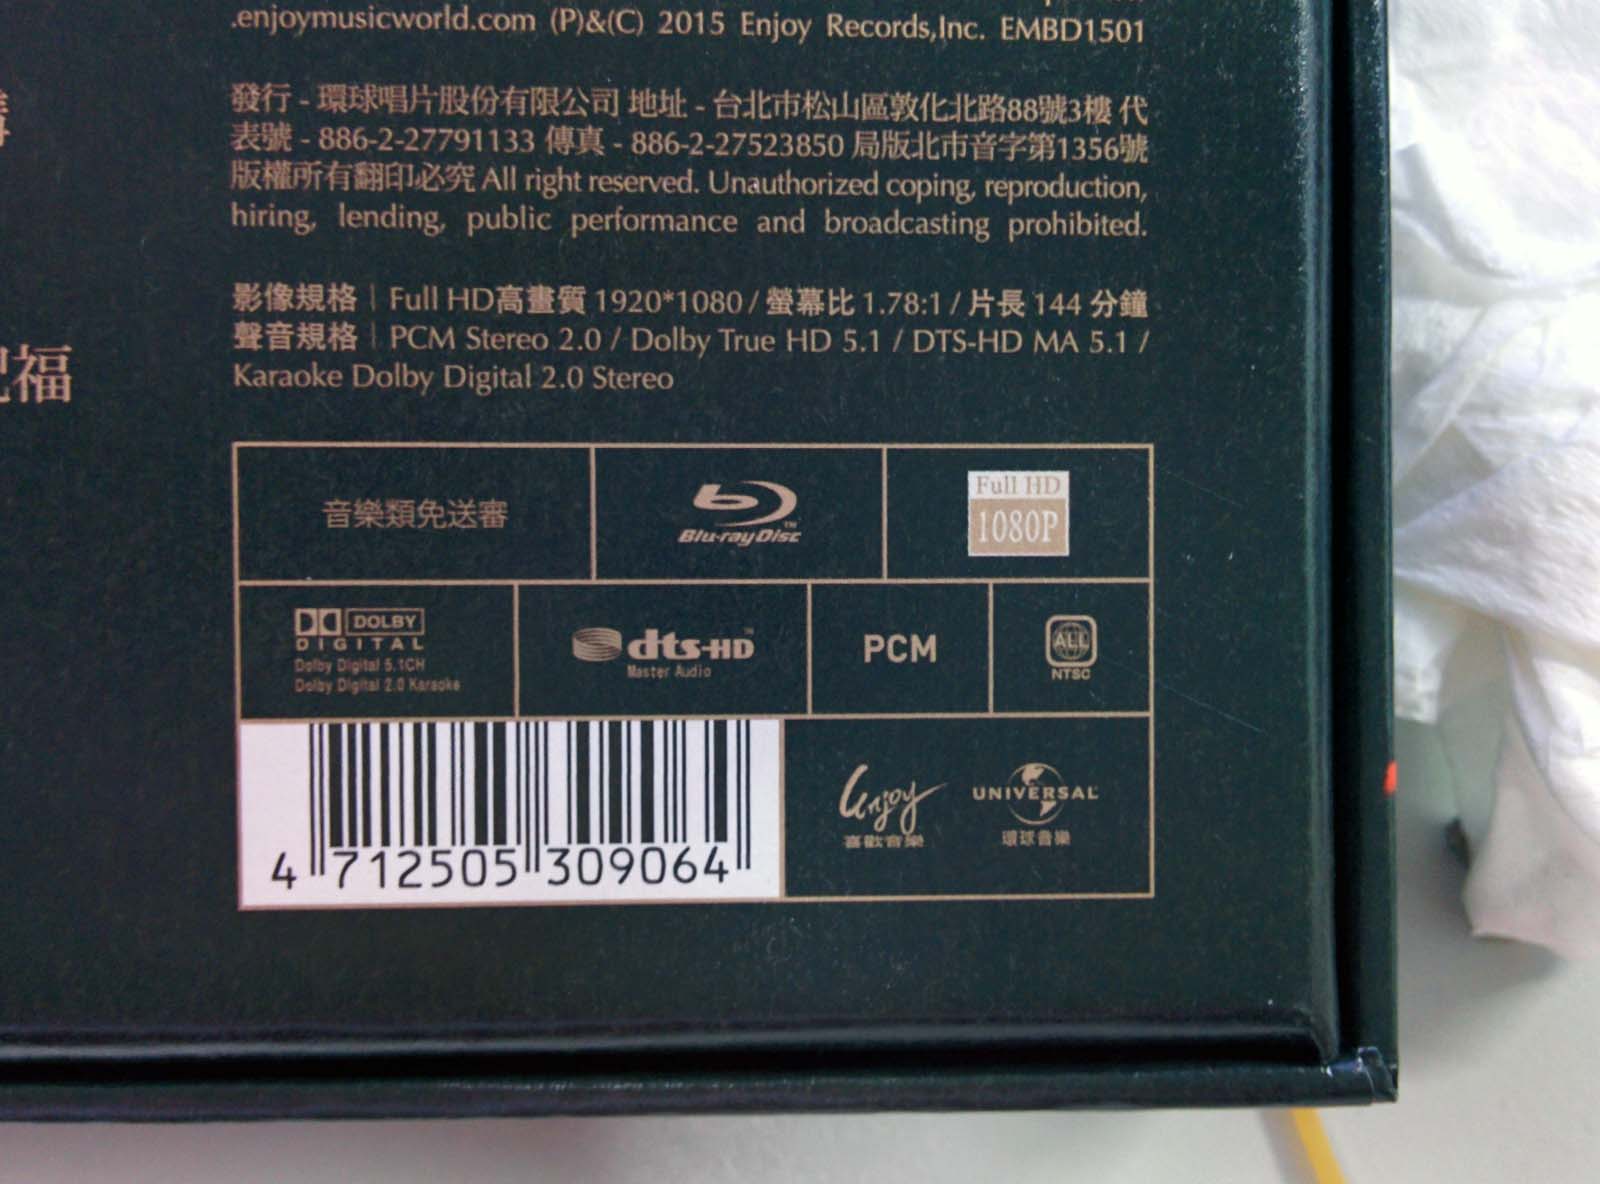 .enjoymusicworld.com (P)&(C) 2015 Enjoy Records,Inc. EMBD1501
發行 - 環球唱片股份有限公司 地址 - 台北市松山區敦化北路88號3樓 代
表號 - 886-2-27791133 傳真 - 886-2-27523850 局版北市音字第1356號
版權所有翻印必究 All right reserved. Unauthorized coping, reproduction,
hiring, lending, public performance and broadcasting prohibited.
福
影像規格 | Full HD高畫質 1920*1080 / 螢幕比 1.78:1 / 片長 144 分鐘
聲音規格 | PCM Stereo 2.0 / Dolby True HD 5.1 / DTS-HD MA 5.1 /
Karaoke Dolby Digital 2.0 Stereo
音樂類免送審
Blu-ray Disc™
Full HD
1080P
DOLBY
DIGITAL
Dolby Digital 5.1CH
Dolby Digital 2.0 Karaoke
dts-HD™
Master Audio
PCM
ALL
NTSC
4 712505 309064
Enjoy
喜歡音樂
UNIVERSAL
環球音樂